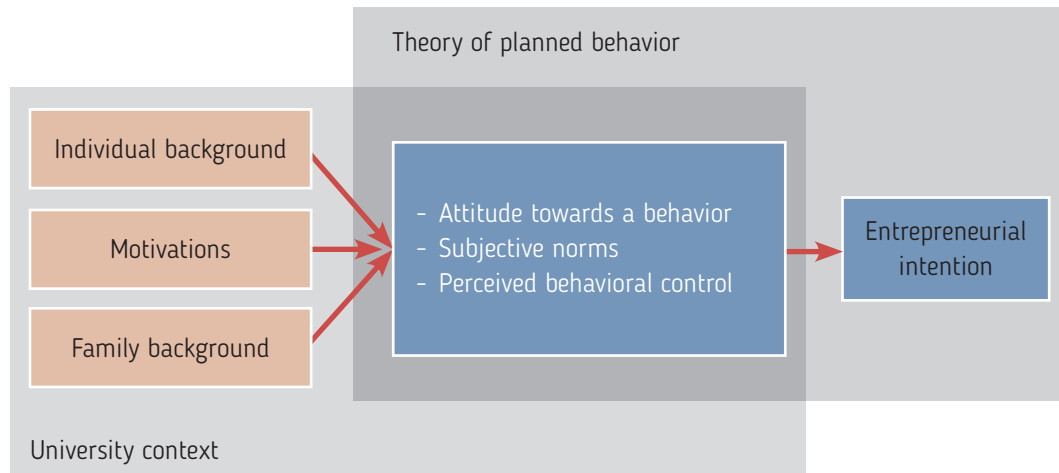 Theory of planned behavior
Individual background
Motivations
Family background
- Attitude towards a behavior
- Subjective norms
- Perceived behavioral control
Entrepreneurial
intention
University context